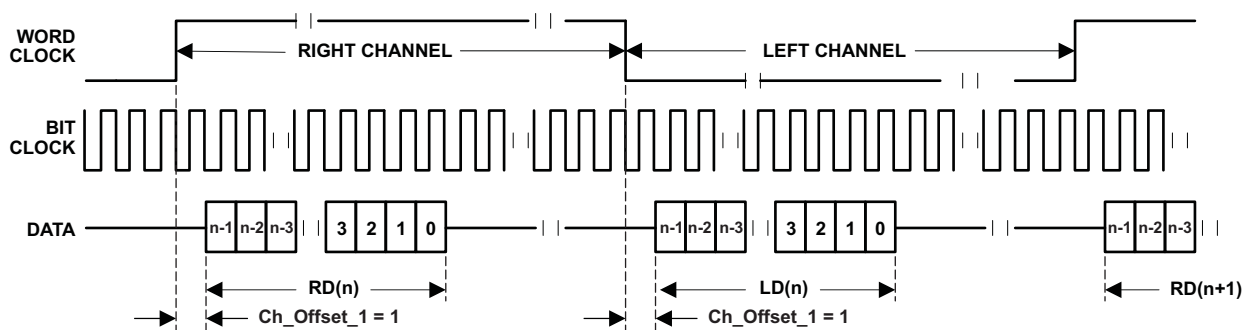 WORD
CLOCK
RIGHT CHANNEL
LEFT CHANNEL
BIT
CLOCK
DATA
n-1 n-2 n-3 3 2 1 0 n-1 n-2 n-3 3 2 1 0 n-1 n-2 n-3
RD(n) LD(n) RD(n+1)
Ch_Offset_1 = 1 Ch_Offset_1 = 1